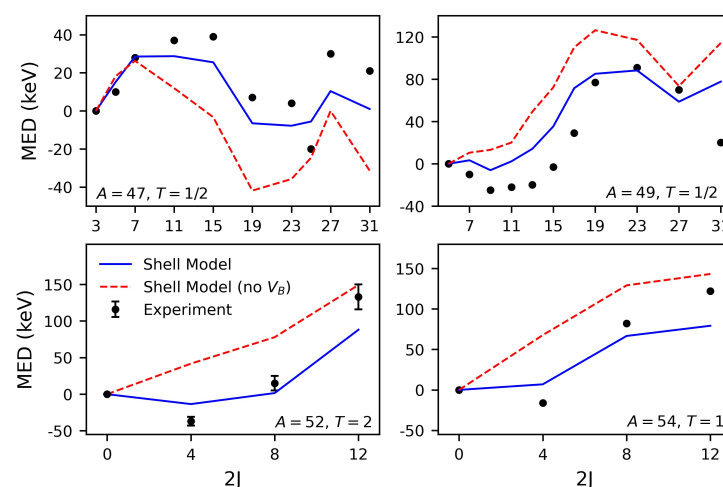 MED (keV)
40
20
0
-20
-40
A = 47, T = 1/2
3 7 11 15 19 23 27 31
120
80
40
0
-40
A = 49, T = 1/2
7 11 15 19 23 27 31
MED (keV)
150
100
50
0
-50
Shell Model
Shell Model (no V_B)
Experiment
A = 52, T = 2
0 4 8 12
2J
150
100
50
0
-50
A = 54, T = 1
0 4 8 12
2J